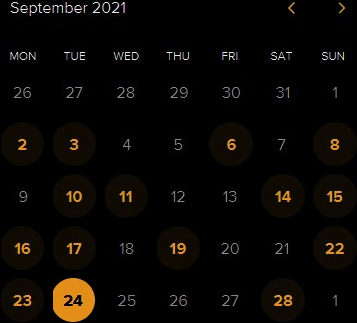 September 2021
MON TUE WED THU FRI SAT SUN
26 27 28 29 30 31 1
2 3 4 5 6 7 8
9 10 11 12 13 14 15
16 17 18 19 20 21 22
23 24 25 26 27 28 1